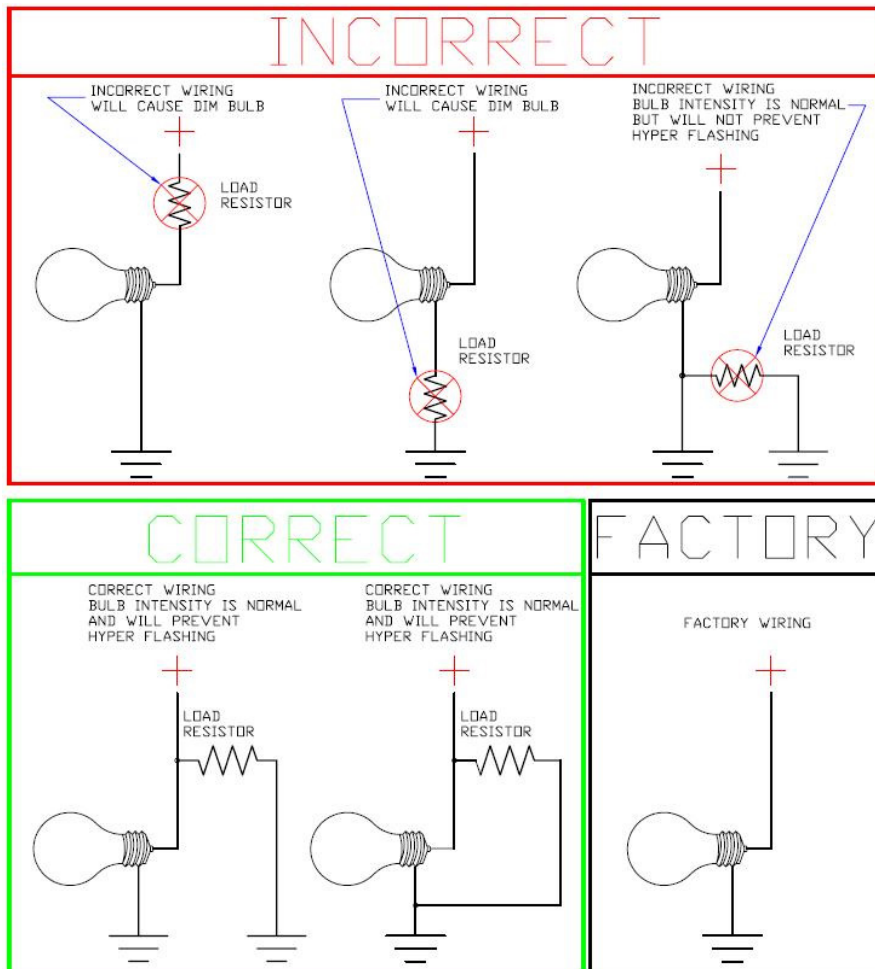 INCORRECT
INCORRECT WIRING
WILL CAUSE DIM BULB
LOAD
RESISTOR
INCORRECT WIRING
WILL CAUSE DIM BULB
LOAD
RESISTOR
INCORRECT WIRING
BULB INTENSITY IS NORMAL
BUT WILL NOT PREVENT
HYPER FLASHING
LOAD
RESISTOR
CORRECT
CORRECT WIRING
BULB INTENSITY IS NORMAL
AND WILL PREVENT
HYPER FLASHING
LOAD
RESISTOR
CORRECT WIRING
BULB INTENSITY IS NORMAL
AND WILL PREVENT
HYPER FLASHING
LOAD
RESISTOR
FACTORY
FACTORY WIRING